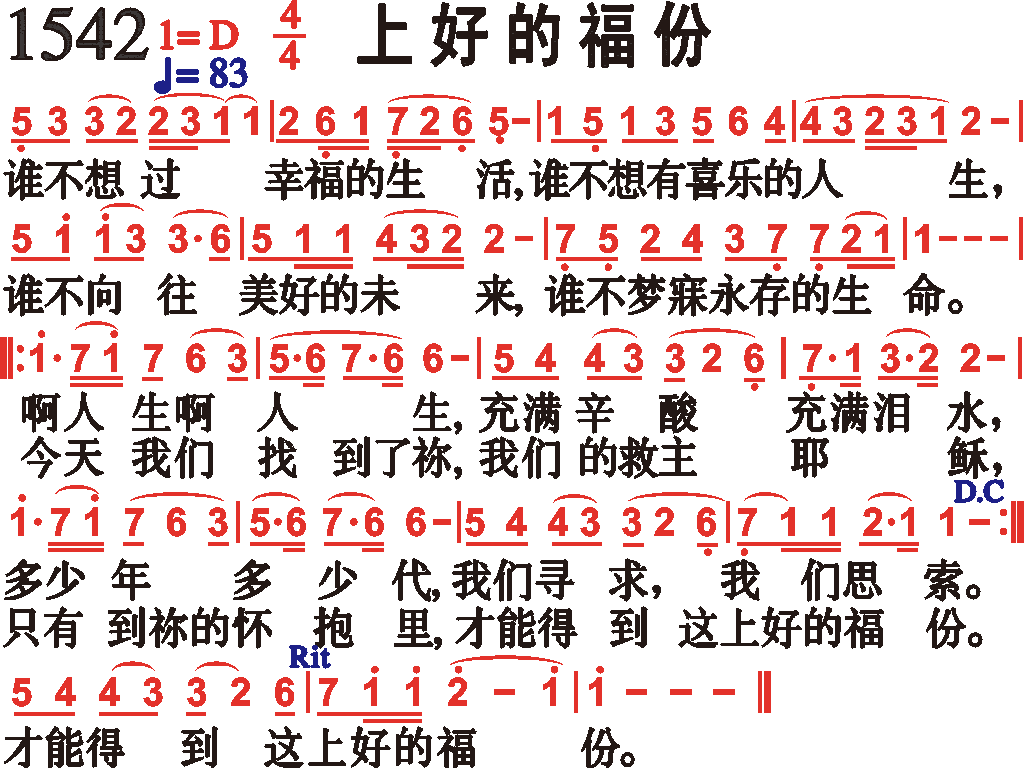 1542 1=D 4/4 上好的福份
♩=83
5 3 3 2 2 3 1 1 | 2 6 1 7 2 6 5 - | 1 5 1 3 5 6 4 | 4 3 2 3 1 2 - |
谁不想 过 幸福的生 活,谁不想有喜乐的人 生,
5 1 1 3 3·6 | 5 1 1 4 3 2 2 - | 7 5 2 4 3 7 7 2 1 | 1 - - - |
谁不向 往 美好的未 来, 谁不梦寐永存的生 命。
‖: 1·7 1 7 6 3 | 5·6 7·6 6 - | 5 4 4 3 3 2 6 | 7·1 3·2 2 - |
啊人 生啊 人 生, 充满 辛 酸 充满泪 水,
今天 我们 找 到了祢, 我们 的救主 耶 稣,
D.C
1·7 1 7 6 3 | 5·6 7·6 6 - | 5 4 4 3 3 2 6 | 7 1 1 2·1 1 - :‖
多少 年 多 少 代, 我们寻 求, 我 们思 索。
只有 到祢的怀 抱 里, 才能得 到 这上好的福 份。
Rit
5 4 4 3 3 2 6 | 7 1 1 2 - 1 | 1 - - - ‖
才能得 到 这上好的福 份。